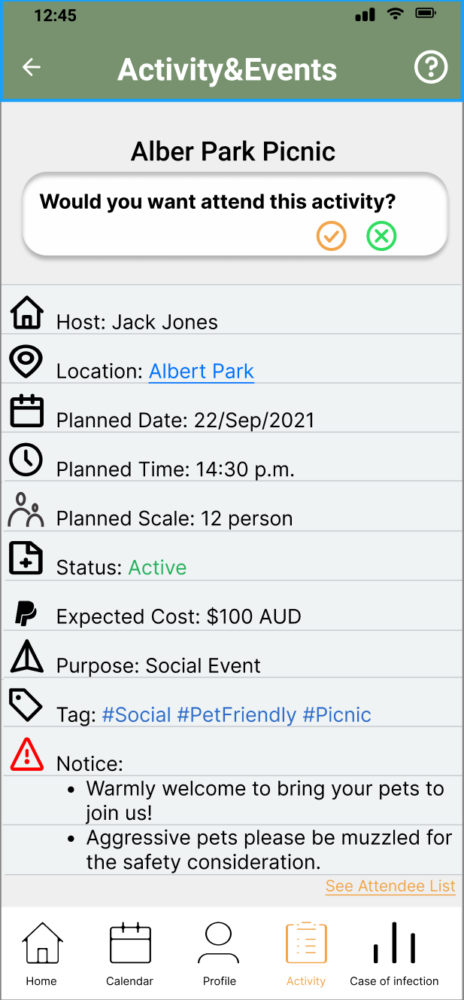 12:45
Activity&Events
Alber Park Picnic
Would you want attend this activity?
Host: Jack Jones
Location: Albert Park
Planned Date: 22/Sep/2021
Planned Time: 14:30 p.m.
Planned Scale: 12 person
Status: Active
Expected Cost: $100 AUD
Purpose: Social Event
Tag: #Social #PetFriendly #Picnic
Notice:
• Warmly welcome to bring your pets to
join us!
• Aggressive pets please be muzzled for
the safety consideration.
See Attendee List
Home Calendar Profile Activity Case of infection